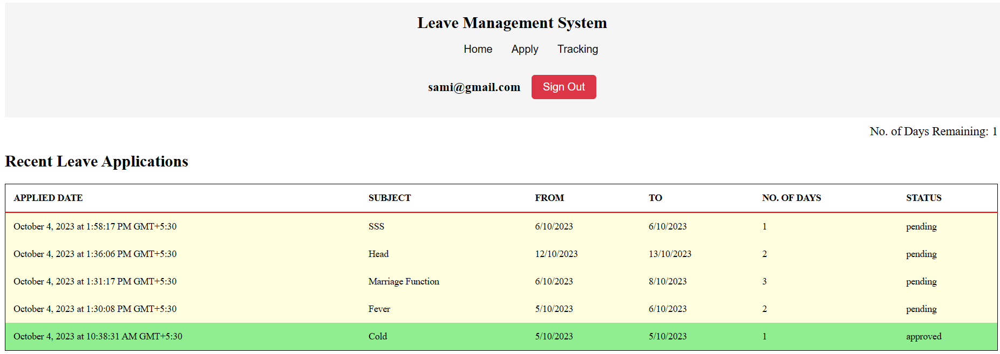 Leave Management System
Home Apply Tracking
sami@gmail.com Sign Out
No. of Days Remaining: 1
Recent Leave Applications
APPLIED DATE SUBJECT FROM TO NO. OF DAYS STATUS
October 4, 2023 at 1:58:17 PM GMT+5:30 SSS 6/10/2023 6/10/2023 1 pending
October 4, 2023 at 1:36:06 PM GMT+5:30 Head 12/10/2023 13/10/2023 2 pending
October 4, 2023 at 1:31:17 PM GMT+5:30 Marriage Function 6/10/2023 8/10/2023 3 pending
October 4, 2023 at 1:30:08 PM GMT+5:30 Fever 5/10/2023 6/10/2023 2 pending
October 4, 2023 at 10:38:31 AM GMT+5:30 Cold 5/10/2023 5/10/2023 1 approved